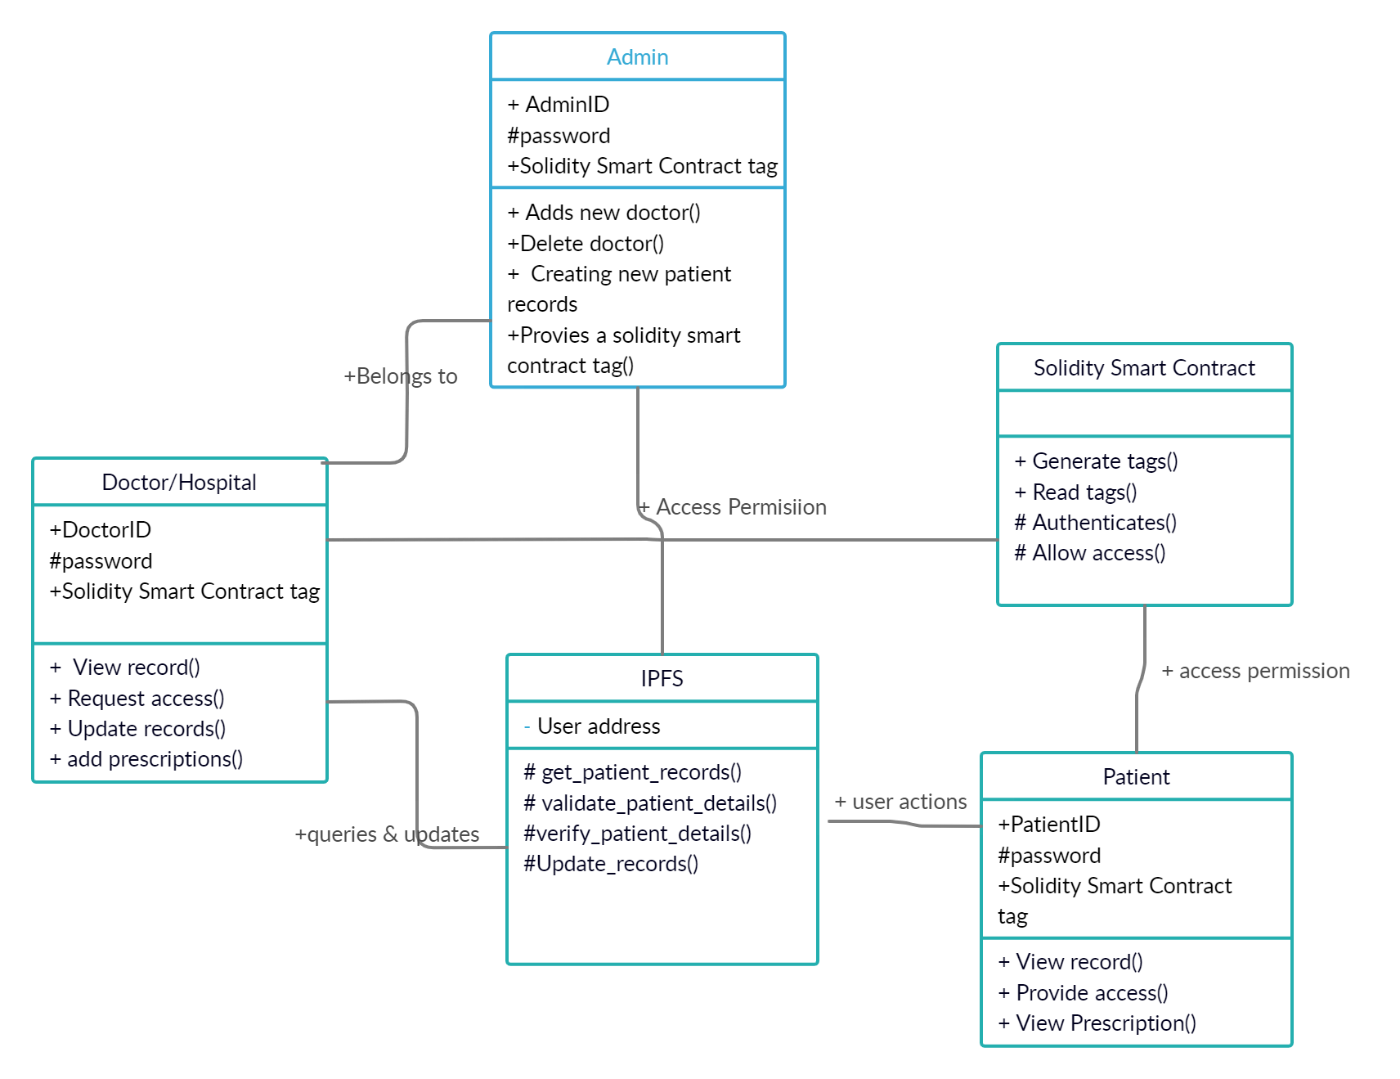 Admin
+ AdminID
#password
+Solidity Smart Contract tag
+ Adds new doctor()
+Delete doctor()
+  Creating new patient
records
+Provies a solidity smart
contract tag()
+Belongs to
Solidity Smart Contract
+ Generate tags()
+ Read tags()
# Authenticates()
# Allow access()
Doctor/Hospital
+DoctorID
#password
+Solidity Smart Contract tag
+  View record()
+ Request access()
+ Update records()
+ add prescriptions()
+ Access Permisiion
+ access permission
IPFS
- User address
# get_patient_records()
# validate_patient_details()
#verify_patient_details()
#Update_records()
+queries & updates
+ user actions
Patient
+PatientID
#password
+Solidity Smart Contract
tag
+ View record()
+ Provide access()
+ View Prescription()